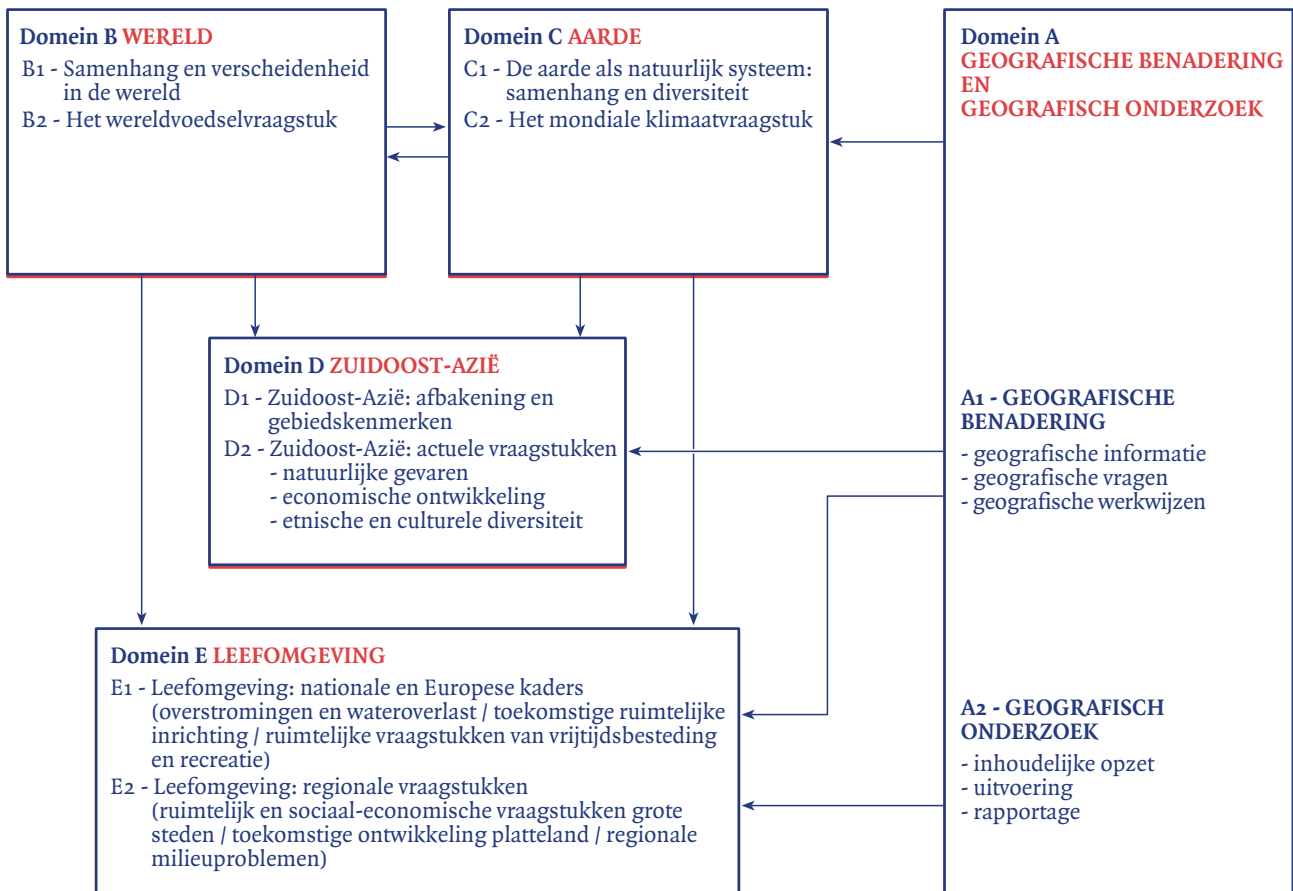 Domein B WERELD
B1 - Samenhang en verscheidenheid
in de wereld
B2 - Het wereldvoedselvraagstuk
Domein C AARDE
C1 - De aarde als natuurlijk systeem:
samenhang en diversiteit
C2 - Het mondiale klimaatvraagstuk
Domein A
GEOGRAFISCHE BENADERING
EN
GEOGRAFISCH ONDERZOEK
Domein D ZUIDOOST-AZIË
D1 - Zuidoost-Azië: afbakening en
gebiedskenmerken
D2 - Zuidoost-Azië: actuele vraagstukken
- natuurlijke gevaren
- economische ontwikkeling
- etnische en culturele diversiteit
A1 - GEOGRAFISCHE
BENADERING
- geografische informatie
- geografische vragen
- geografische werkwijzen
Domein E LEEFOMGEVING
E1 - Leefomgeving: nationale en Europese kaders
(overstromingen en wateroverlast / toekomstige ruimtelijke
inrichting / ruimtelijke vraagstukken van vrijtijdsbesteding
en recreatie)
E2 - Leefomgeving: regionale vraagstukken
(ruimtelijk en sociaal-economische vraagstukken grote
steden / toekomstige ontwikkeling platteland / regionale
milieuproblemen)
A2 - GEOGRAFISCH
ONDERZOEK
- inhoudelijke opzet
- uitvoering
- rapportage